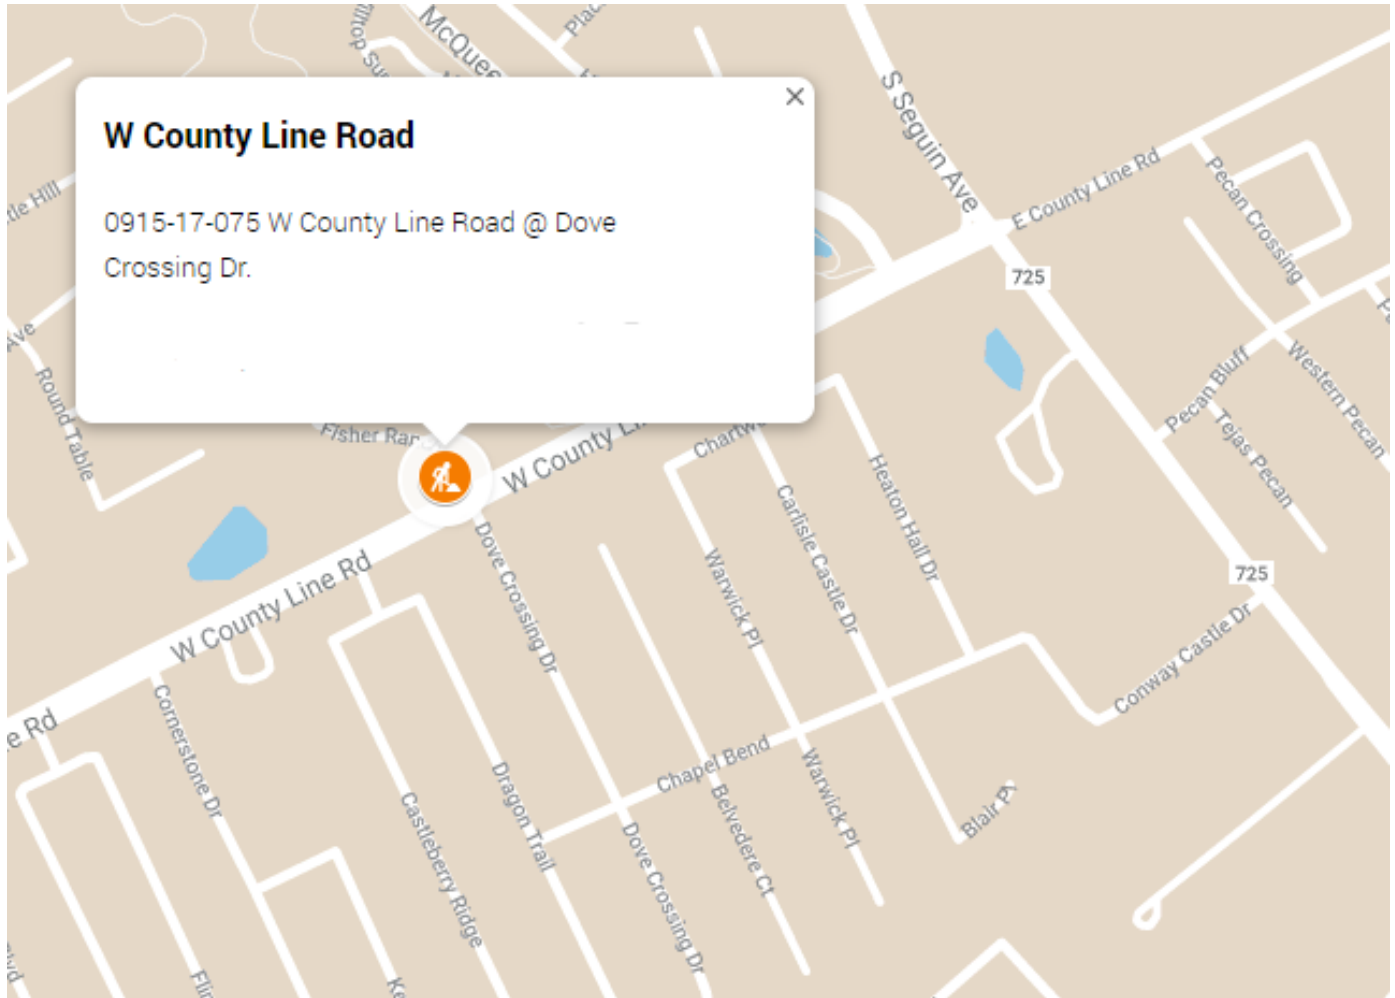 McQuee
S Seguin Ave
W County Line Road
0915-17-075 W County Line Road @ Dove
Crossing Dr.
E County Line Rd
Pecan Crossing
725
Ave
Round Table
Fisher Ran
W County Li
Chartw
Heaton Hall Dr
Pecan Bluff
Western Pecan
Tejas Pecan
Carlisle Castle Dr
Dove Crossing Dr
Warwick Pl
725
W County Line Rd
Conway Castle Dr
e Rd
Cornerstone Dr
Chapel Bend
Dragon Trail
Castleberry Ridge
Belvedere Ct
Warwick Pl
Blair Pl
Dove Crossing Dr